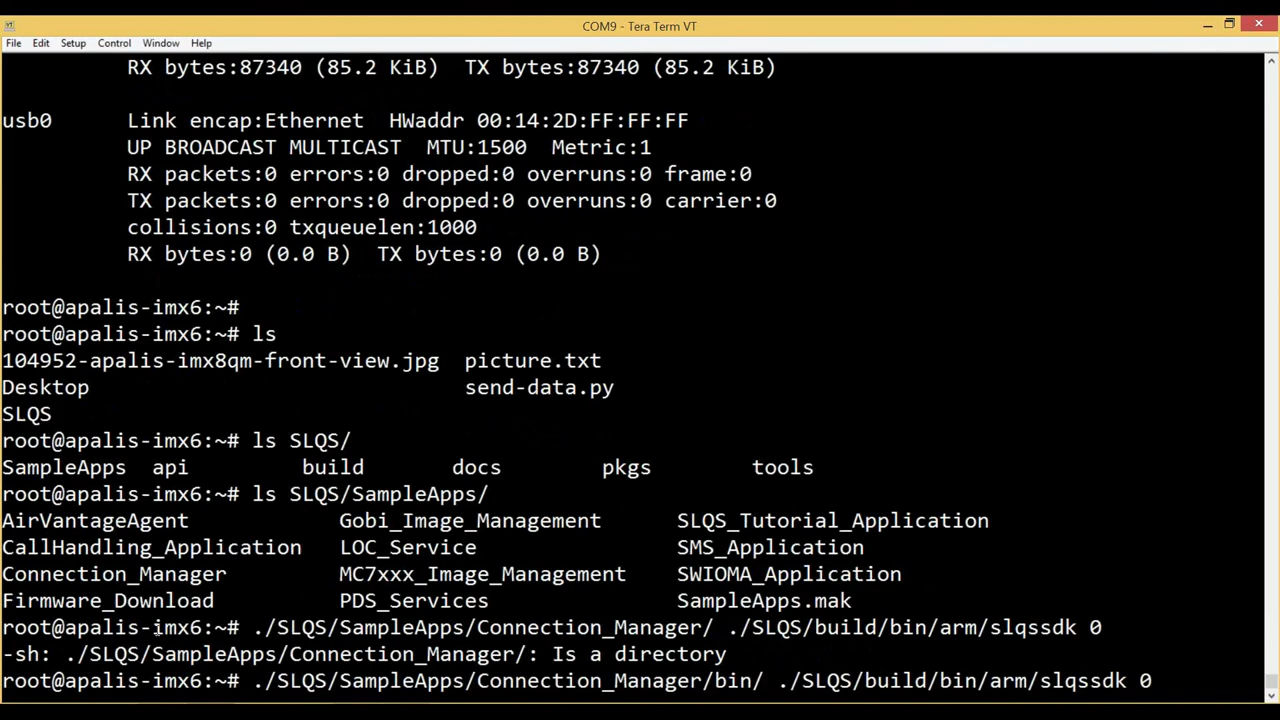 COM9 - Tera Term VT
File Edit Setup Control Window Help
RX bytes:87340 (85.2 KiB)  TX bytes:87340 (85.2 KiB)
usb0      Link encap:Ethernet  HWaddr 00:14:2D:FF:FF:FF
UP BROADCAST MULTICAST  MTU:1500  Metric:1
RX packets:0 errors:0 dropped:0 overruns:0 frame:0
TX packets:0 errors:0 dropped:0 overruns:0 carrier:0
collisions:0 txqueuelen:1000
RX bytes:0 (0.0 B)  TX bytes:0 (0.0 B)
root@apalis-imx6:~#
root@apalis-imx6:~# ls
104952-apalis-imx8qm-front-view.jpg  picture.txt
Desktop                              send-data.py
SLQS
root@apalis-imx6:~# ls SLQS/
SampleApps  api         build       docs        pkgs        tools
root@apalis-imx6:~# ls SLQS/SampleApps/
AirVantageAgent            Gobi_Image_Management      SLQS_Tutorial_Application
CallHandling_Application   LOC_Service                SMS_Application
Connection_Manager         MC7xxx_Image_Management    SWIOMA_Application
Firmware_Download          PDS_Services               SampleApps.mak
root@apalis-imx6:~# ./SLQS/SampleApps/Connection_Manager/ ./SLQS/build/bin/arm/slqssdk 0
-sh: ./SLQS/SampleApps/Connection_Manager/: Is a directory
root@apalis-imx6:~# ./SLQS/SampleApps/Connection_Manager/bin/ ./SLQS/build/bin/arm/slqssdk 0